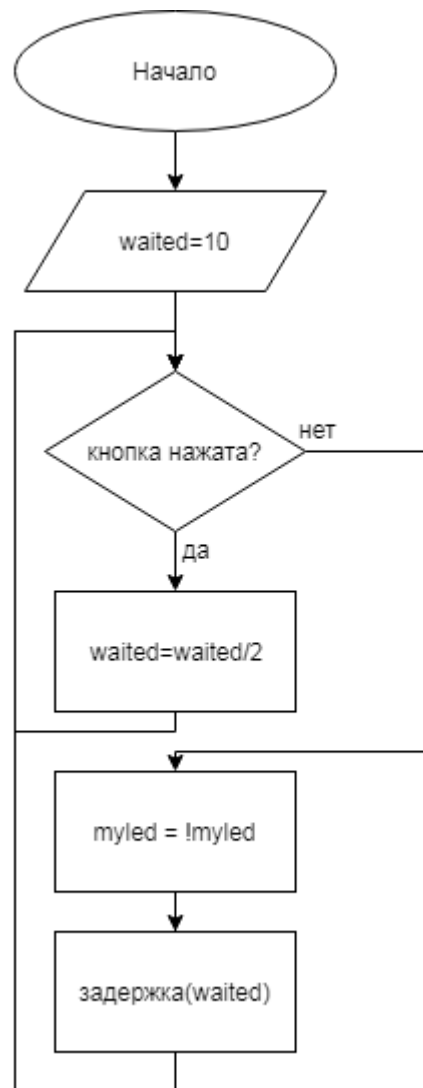 Начало
waited=10
кнопка нажата?
нет
да
waited=waited/2
myled = !myled
задержка(waited)